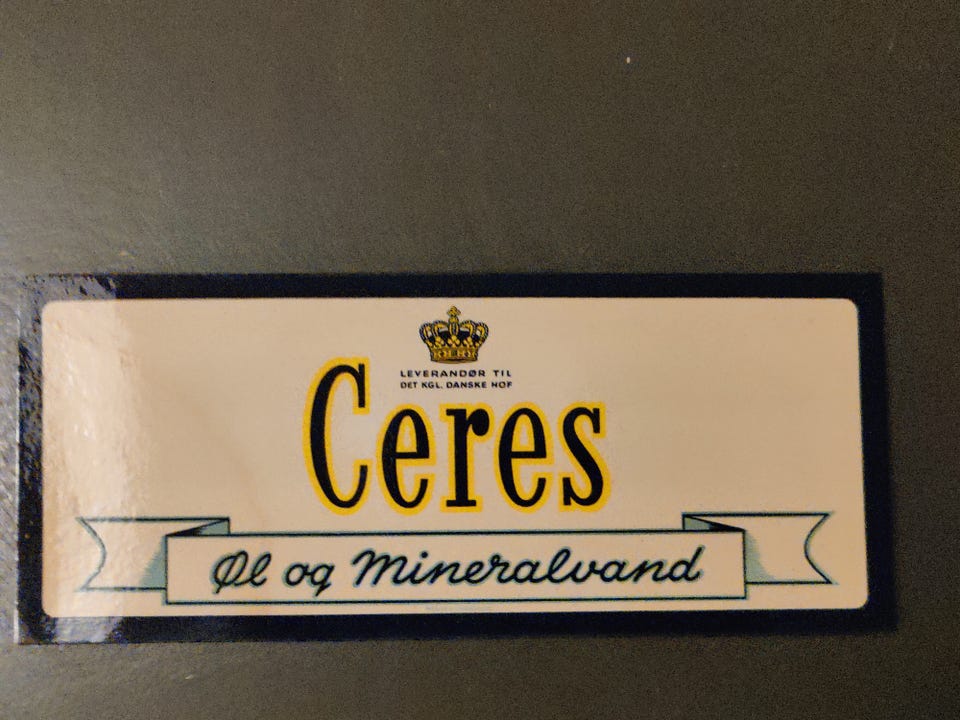 LEVERANDØR TIL
DET KGL. DANSKE HOF
Ceres
Øl og Mineralvand